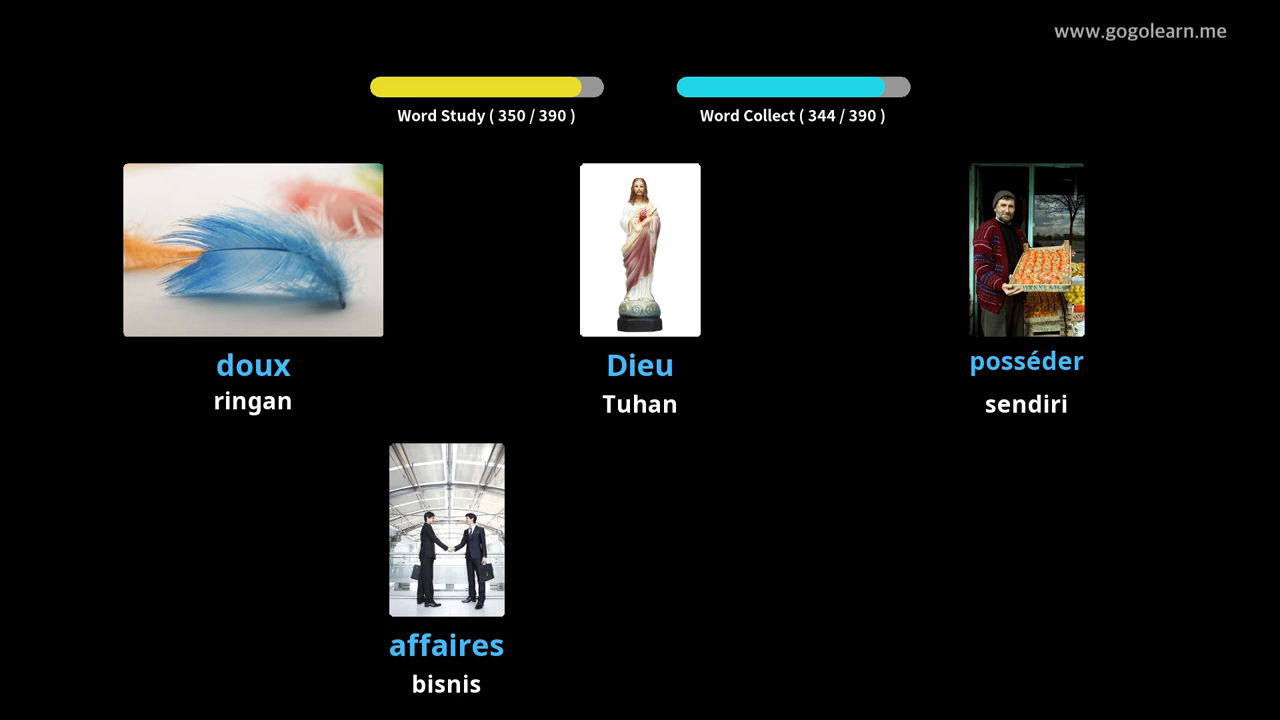 www.gogolearn.me
Word Study ( 350 / 390 )
Word Collect ( 344 / 390 )
doux
ringan
Dieu
Tuhan
posséder
sendiri
affaires
bisnis